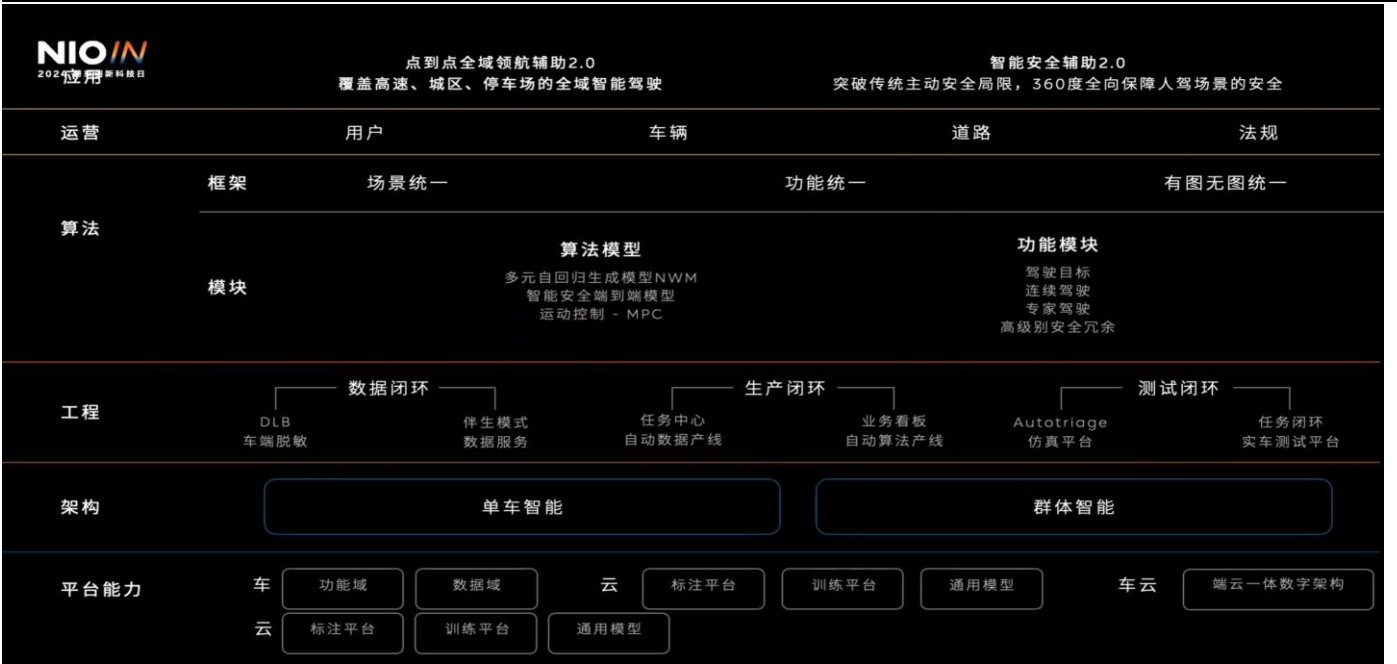 NIO IN
2024 新科技日
应用
点到点全域领航辅助2.0
覆盖高速、城区、停车场的全域智能驾驶
智能安全辅助2.0
突破传统主动安全局限，360度全向保障人驾场景的安全
运营 用户 车辆 道路 法规
算法
框架 场景统一 功能统一 有图无图统一
模块
算法模型
多元自回归生成模型NWM
智能安全端到端模型
运动控制 - MPC
功能模块
驾驶目标
连续驾驶
专家驾驶
高级别安全冗余
工程
数据闭环
DLB
车端脱敏
伴生模式
数据服务
生产闭环
任务中心
自动数据产线
业务看板
自动算法产线
测试闭环
Autotriage
仿真平台
任务闭环
实车测试平台
架构 单车智能 群体智能
平台能力
车 功能域 数据域 云 标注平台 训练平台 通用模型 车云 端云一体数字架构
云 标注平台 训练平台 通用模型